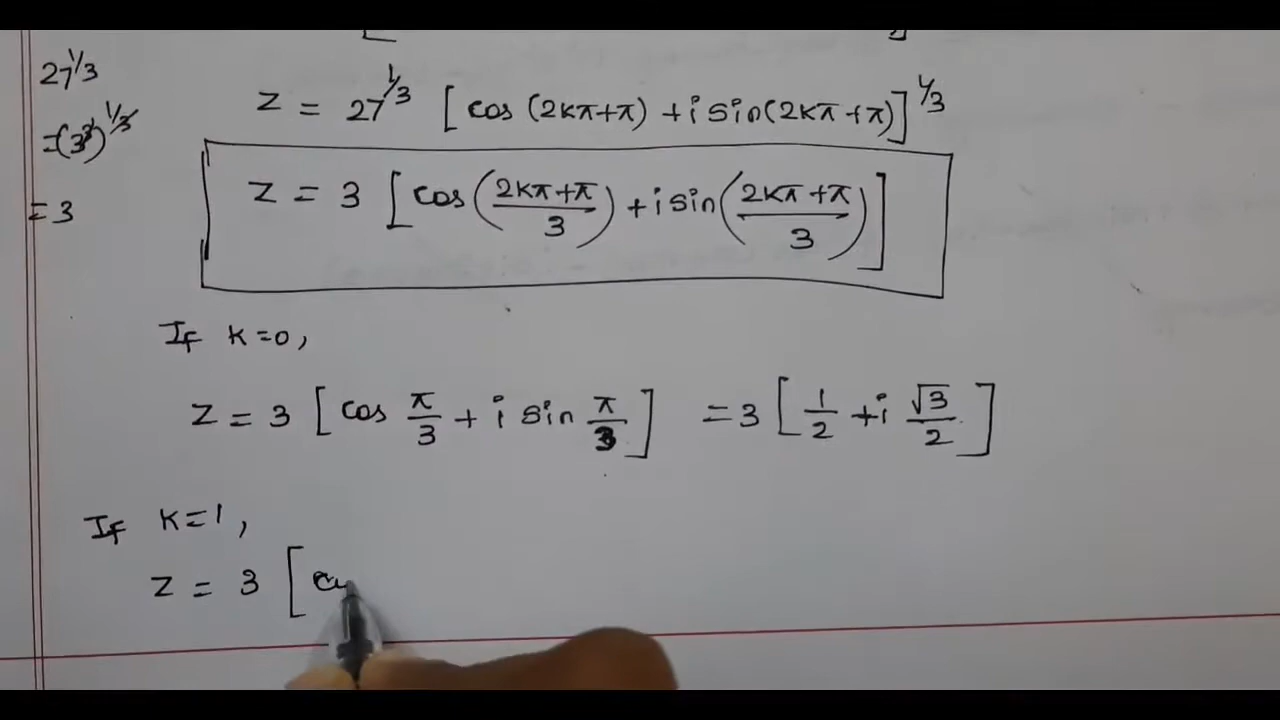 27^1/3
=(3^3)^1/3
= 3
z = 27^1/3 [cos (2kπ+π) + i sin(2kπ+π)]^1/3
z = 3 [cos(2kπ+π/3) + i sin(2kπ+π/3)]
If k=0,
z = 3 [cos π/3 + i sin π/3] = 3 [1/2 + i √3/2]
If k=1,
z = 3 [